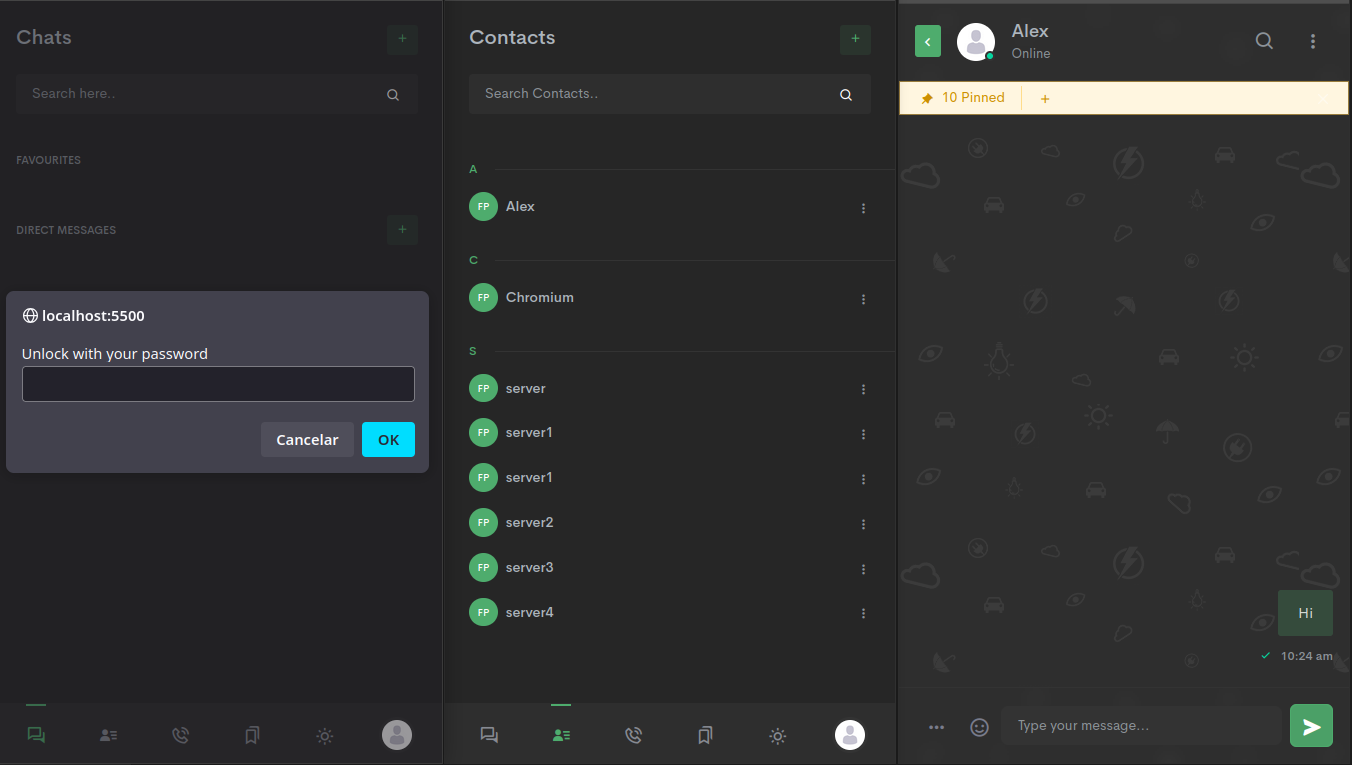 Chats
+
Search here..
FAVOURITES
DIRECT MESSAGES
+
localhost:5500
Unlock with your password
Cancelar
OK
Contacts
+
Search Contacts..
A
FP Alex
C
FP Chromium
S
FP server
FP server1
FP server1
FP server2
FP server3
FP server4
Alex
Online
10 Pinned
+
Hi
10:24 am
Type your message...